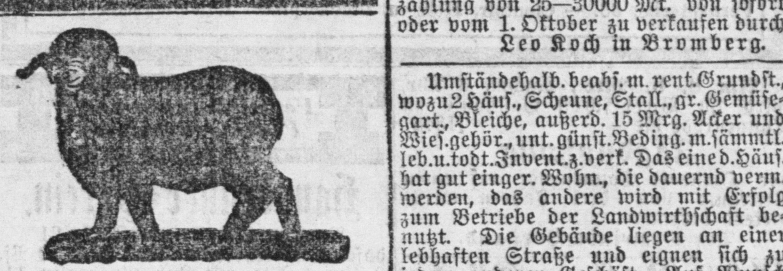 zahlung von 25—30000 Mk. von sofort
oder vom 1. Oktober zu verkaufen durch
Leo Koch in Bromberg.
Umständehalb. beabs. m. rent. Grundst.,
wozu 2 Häus., Scheune, Stall., gr. Gemüse-
gart., Bleiche, außerd. 15 Mrg. Acker und
Wies. gehör., unt. günst. Beding. m. sämmtl.
leb. u. todt. Invent. z. verk. Das eine d. Häus.
hat gut einger. Wohn., die dauernd verm.
werden, das andere wird mit Erfolg
zum Betriebe der Landwirthschaft be-
nutzt. Die Gebäude liegen an einer
lebhaften Straße und eignen sich zu